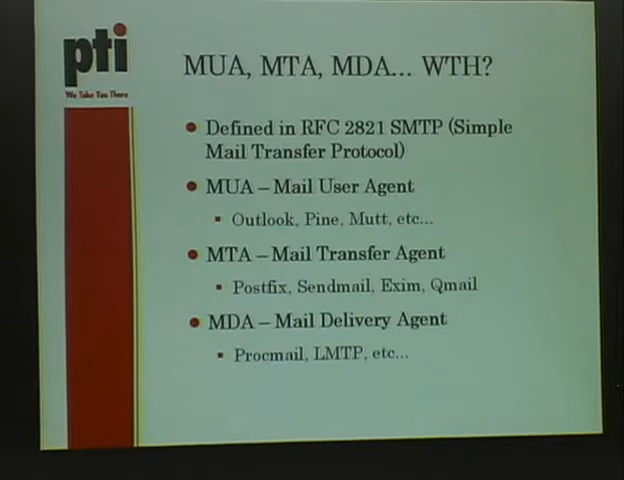 pti
We Take You There
MUA, MTA, MDA... WTH?
Defined in RFC 2821 SMTP (Simple
Mail Transfer Protocol)
MUA – Mail User Agent
Outlook, Pine, Mutt, etc...
MTA – Mail Transfer Agent
Postfix, Sendmail, Exim, Qmail
MDA – Mail Delivery Agent
Procmail, LMTP, etc...